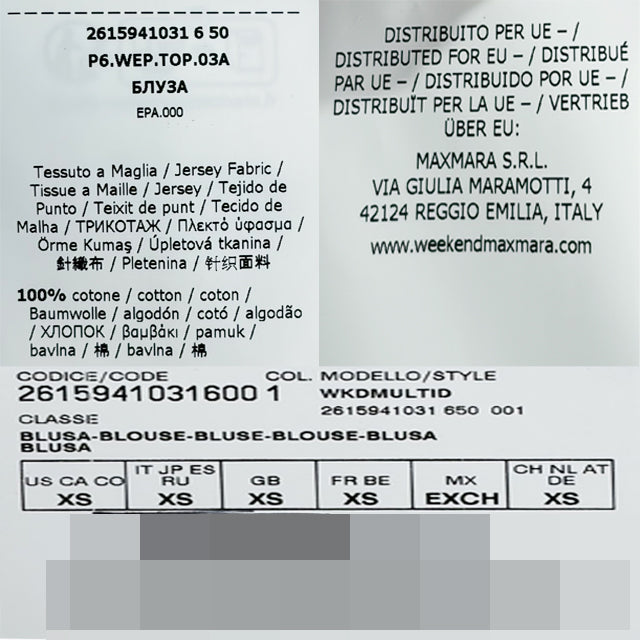 2615941031 6 50
P6.WEP.TOP.03A
БЛУЗА
EPA.000
Tessuto a Maglia / Jersey Fabric /
Tissue a Maille / Jersey / Tejido de
Punto / Teixit de punt / Tecido de
Malha / ТРИКОТАЖ / Πλεκτό ύφασμα /
Örme Kumaş / Úpletová tkanina /
針織布 / Pletenina / 针织面料
100% cotone / cotton / coton /
Baumwolle / algodón / cotó / algodão
/ ХЛОПОК / βαμβάκι / pamuk /
bavlna / 棉 / bavlna / 棉
DISTRIBUITO PER UE – /
DISTRIBUTED FOR EU – / DISTRIBUÉ
PAR UE – / DISTRIBUIDO POR UE – /
DISTRIBUÏT PER LA UE – / VERTRIEB
ÜBER EU:
MAXMARA S.R.L.
VIA GIULIA MARAMOTTI, 4
42124 REGGIO EMILIA, ITALY
www.weekendmaxmara.com
CODICE/CODE COL. MODELLO/STYLE
2615941031600 1 WKDMULTID
2615941031 650 001
CLASSE
BLUSA-BLOUSE-BLUSE-BLOUSE-BLUSA
BLUSA
US CA CO XS
IT JP ES RU XS
GB XS
FR BE XS
MX EXCH
CH NL AT DE XS